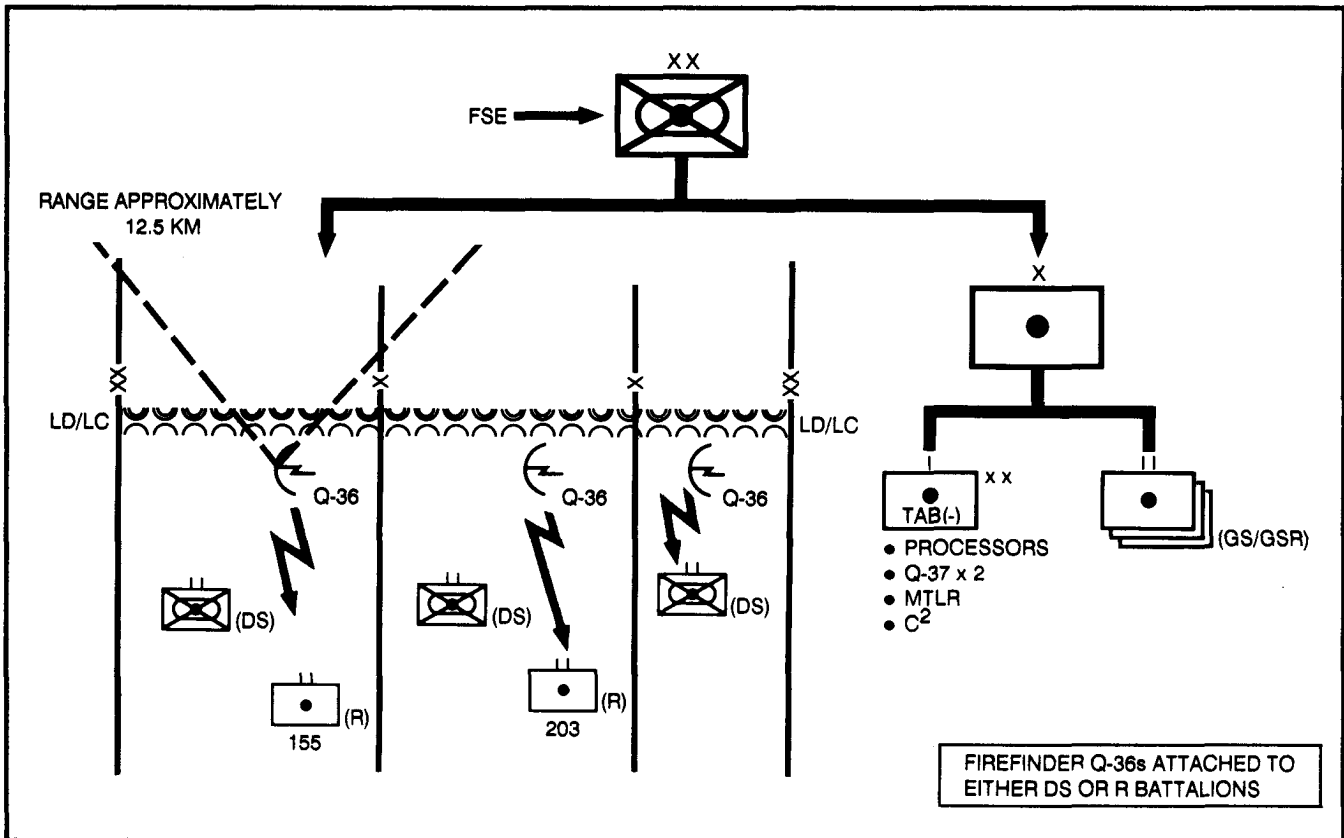 XX
FSE
RANGE APPROXIMATELY
12.5 KM
X
XX
X
X
XX
LD/LC
LD/LC
Q-36
Q-36
Q-36
II
(DS)
II
(DS)
II
(DS)
II
(R)
155
II
(R)
203
I
XX
TAB(-)
• PROCESSORS
• Q-37 x 2
• MTLR
• C²
II
(GS/GSR)
FIREFINDER Q-36s ATTACHED TO
EITHER DS OR R BATTALIONS